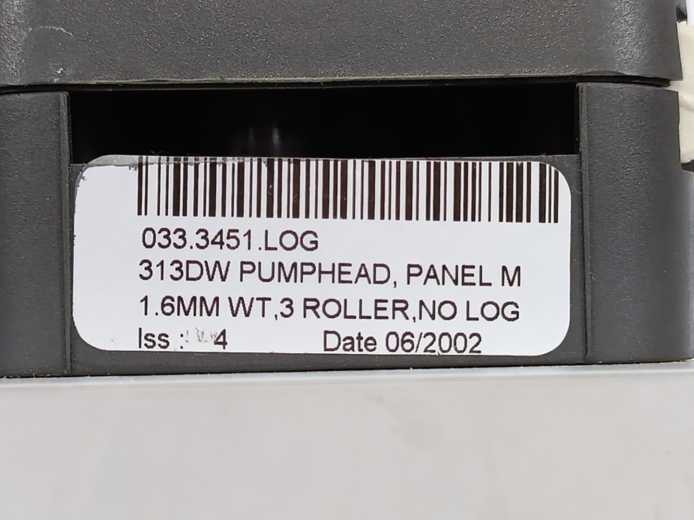 033.3451.LOG
313DW PUMPHEAD, PANEL M
1.6MM WT,3 ROLLER,NO LOG
Iss : 4 Date 06/2002